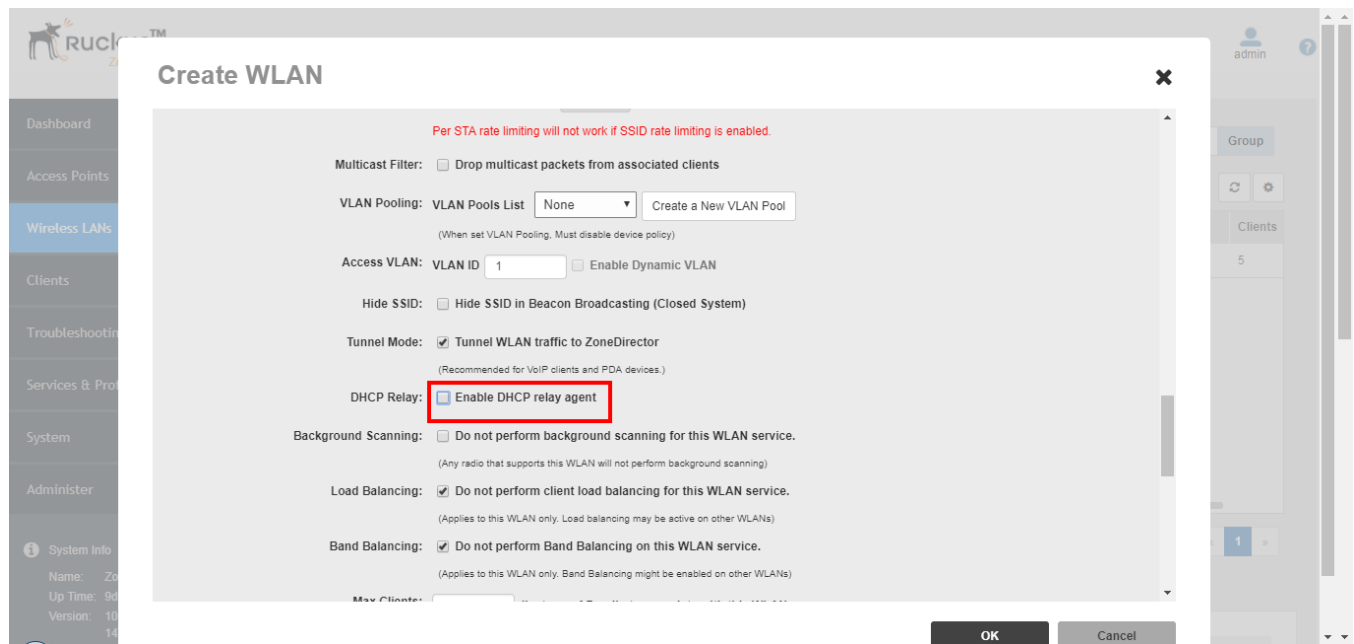 RUCK
TM
admin
Create WLAN
Dashboard
Access Points
Wireless LANs
Clients
Troubleshootin
Services & Prot
System
Administer
System Info
Name: Zo
Up Time: 9d
Version: 10
14
Group
Clients
5
1 »
Per STA rate limiting will not work if SSID rate limiting is enabled.
Multicast Filter: Drop multicast packets from associated clients
VLAN Pooling: VLAN Pools List None Create a New VLAN Pool
(When set VLAN Pooling, Must disable device policy)
Access VLAN: VLAN ID 1 Enable Dynamic VLAN
Hide SSID: Hide SSID in Beacon Broadcasting (Closed System)
Tunnel Mode: Tunnel WLAN traffic to ZoneDirector
(Recommended for VoIP clients and PDA devices.)
DHCP Relay: Enable DHCP relay agent
Background Scanning: Do not perform background scanning for this WLAN service.
(Any radio that supports this WLAN will not perform background scanning)
Load Balancing: Do not perform client load balancing for this WLAN service.
(Applies to this WLAN only. Load balancing may be active on other WLANs)
Band Balancing: Do not perform Band Balancing on this WLAN service.
(Applies to this WLAN only. Band Balancing might be enabled on other WLANs)
Max Clients:
OK Cancel